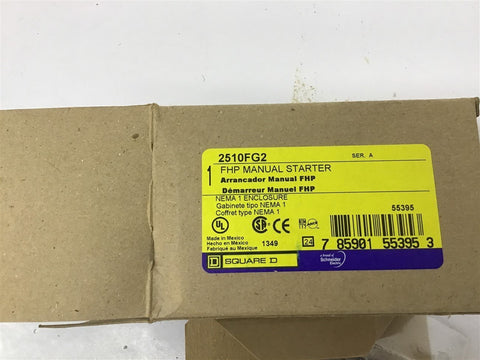 2510FG2 SER. A
1 FHP MANUAL STARTER
Arrancador Manual FHP
Démarreur Manuel FHP
NEMA 1 ENCLOSURE
Gabinete tipo NEMA 1
Coffret type NEMA 1
55395
UL
Made in Mexico
Hecho en México
Fabriqué au Mexique
1349
7 85901 55395 3
D SQUARE D
a brand of
Schneider
Electric